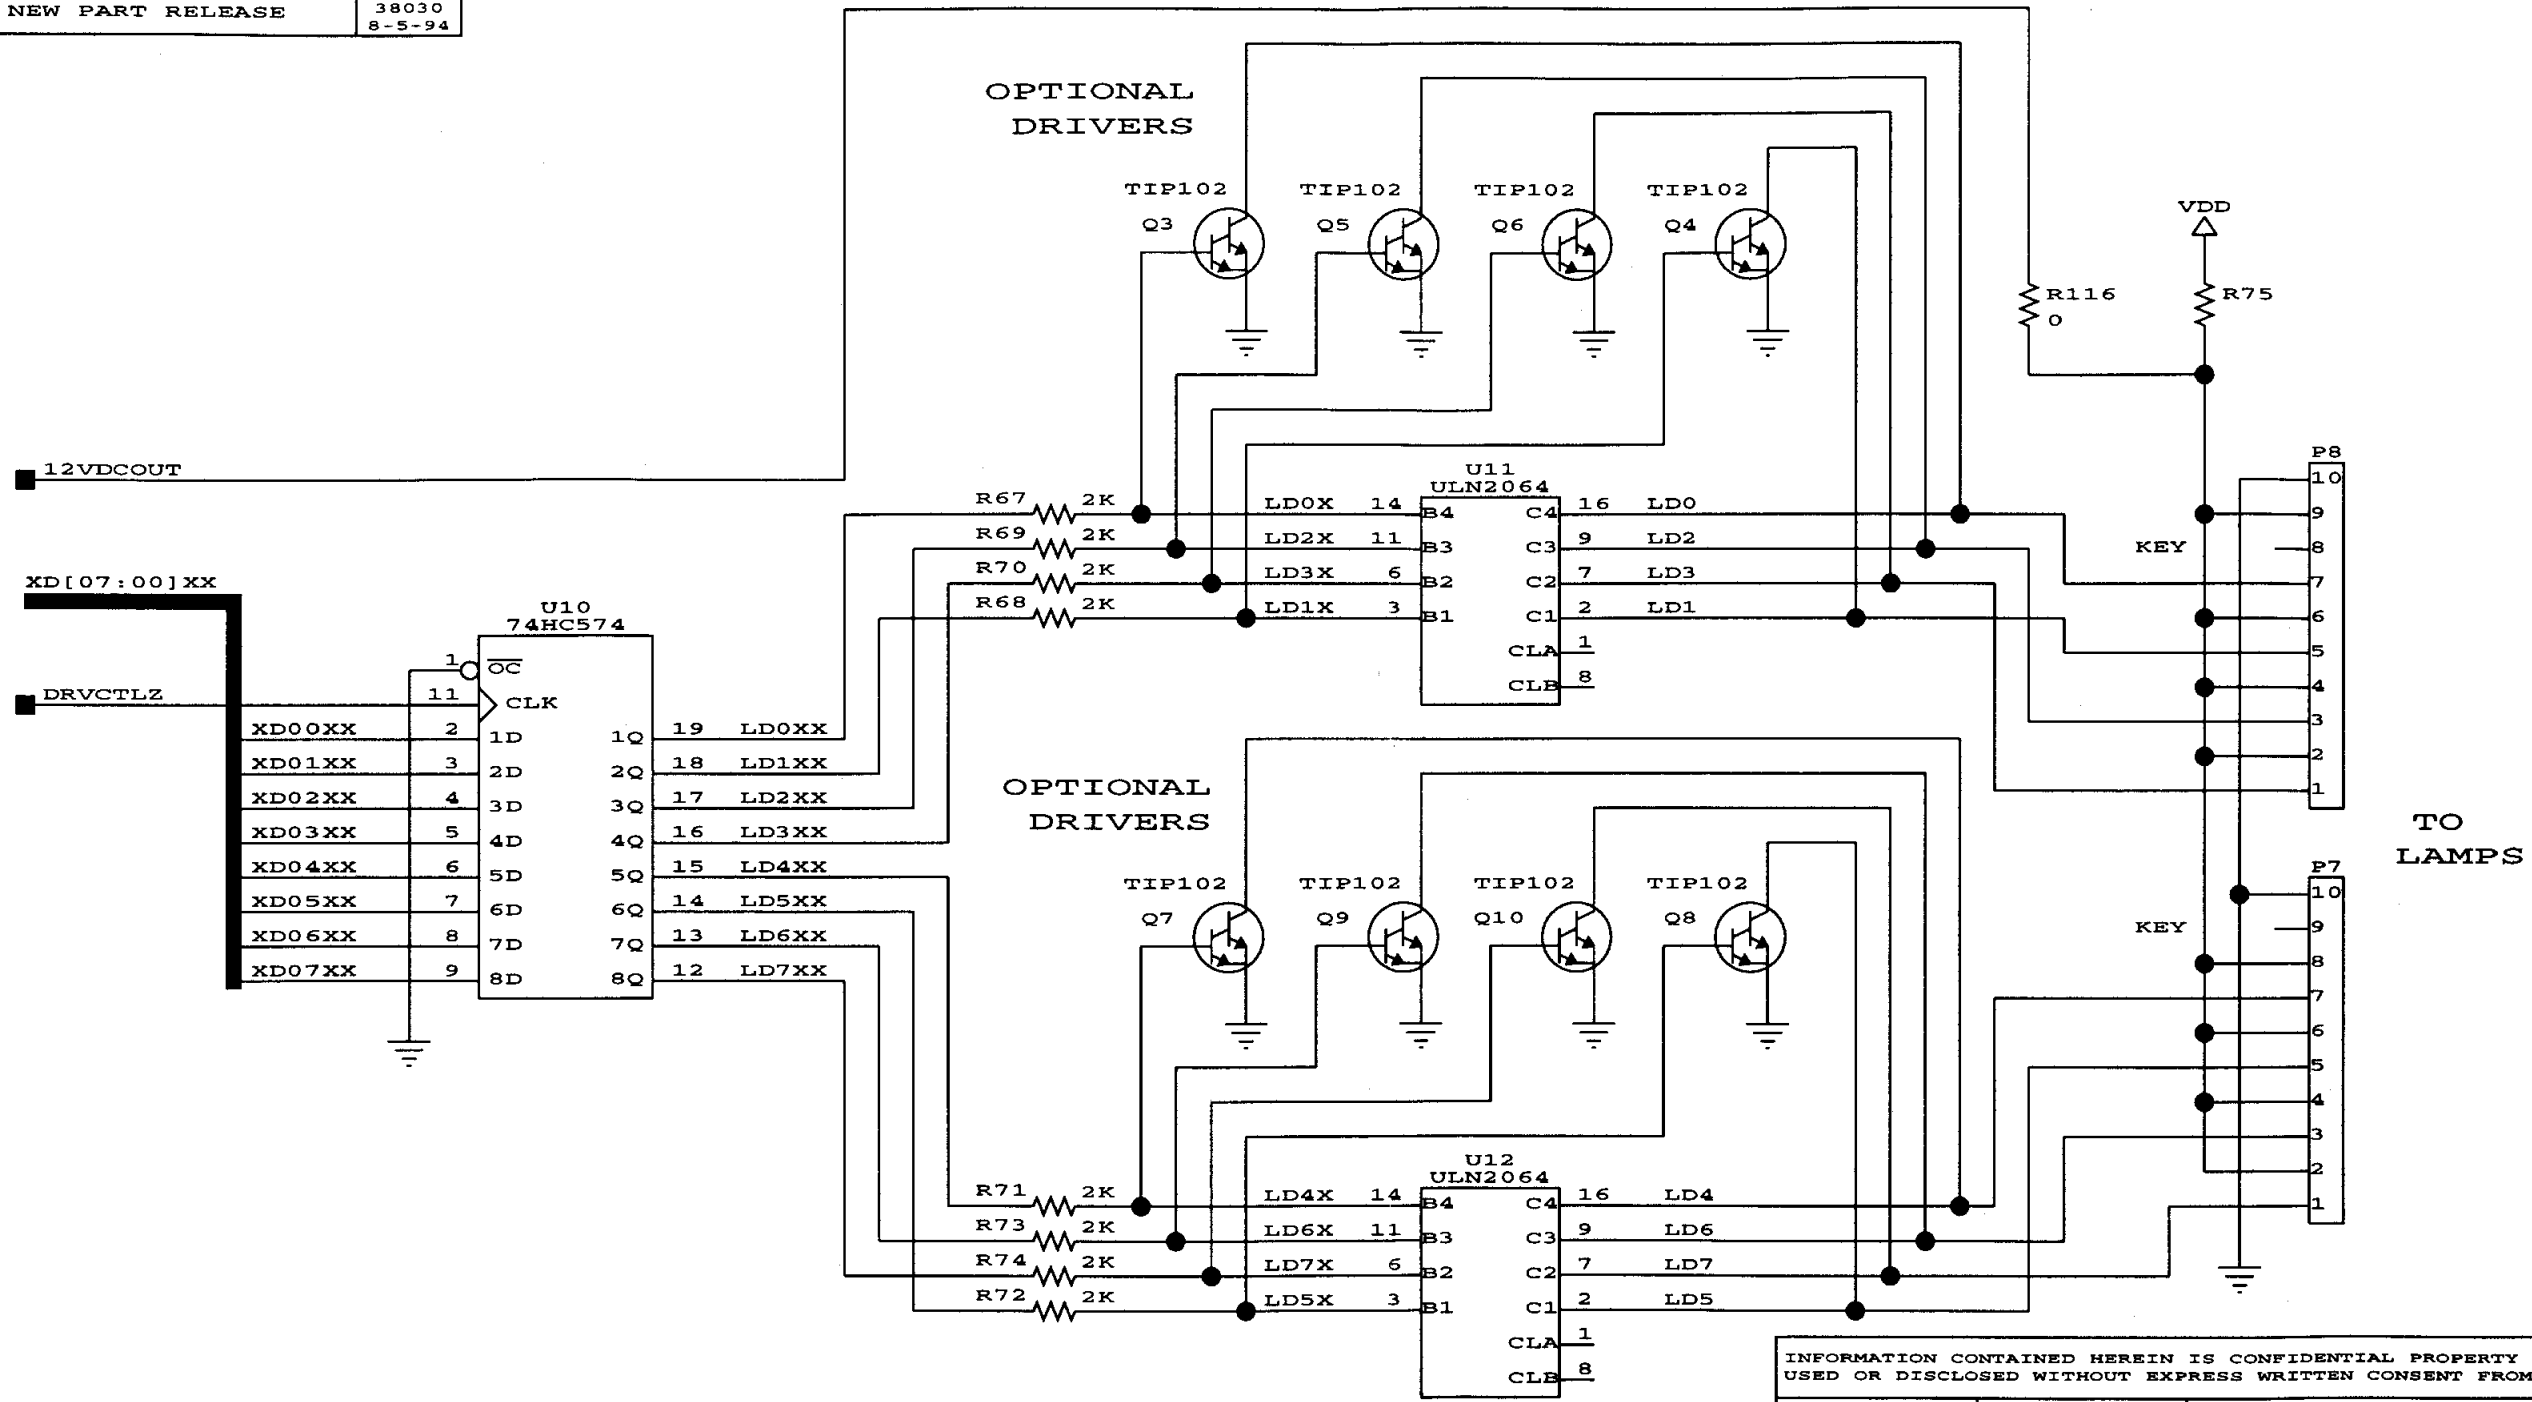 NEW PART RELEASE
38030
8-5-94
OPTIONAL
DRIVERS
TIP102
Q3
TIP102
Q5
TIP102
Q6
TIP102
Q4
VDD
R116
0
R75
12VDCOUT
XD[07:00]XX
DRVCTLZ
U10
74HC574
1
OC
11
CLK
XD00XX 2 1D
XD01XX 3 2D
XD02XX 4 3D
XD03XX 5 4D
XD04XX 6 5D
XD05XX 7 6D
XD06XX 8 7D
XD07XX 9 8D
1Q 19 LD0XX
2Q 18 LD1XX
3Q 17 LD2XX
4Q 16 LD3XX
5Q 15 LD4XX
6Q 14 LD5XX
7Q 13 LD6XX
8Q 12 LD7XX
R67 2K
R69 2K
R70 2K
R68 2K
U11
ULN2064
LD0X 14 B4
LD2X 11 B3
LD3X 6 B2
LD1X 3 B1
C4 16 LD0
C3 9 LD2
C2 7 LD3
C1 2 LD1
CLA 1
CLB 8
P8
10
9
KEY 8
7
6
5
4
3
2
1
OPTIONAL
DRIVERS
TIP102
Q7
TIP102
Q9
TIP102
Q10
TIP102
Q8
TO
LAMPS
P7
10
KEY 9
8
7
6
5
4
3
2
1
R71 2K
R73 2K
R74 2K
R72 2K
U12
ULN2064
LD4X 14 B4
LD6X 11 B3
LD7X 6 B2
LD5X 3 B1
C4 16 LD4
C3 9 LD6
C2 7 LD7
C1 2 LD5
CLA 1
CLB 8
INFORMATION CONTAINED HEREIN IS CONFIDENTIAL PROPERTY
USED OR DISCLOSED WITHOUT EXPRESS WRITTEN CONSENT FROM